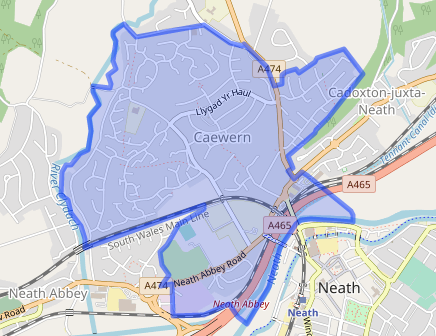 A474
Llygad Yr Haul
Cadoxton-juxta-
Neath
Caewern
Tennant Canal
River Clydach
A465
South Wales Main Line
A465
Neath Abbey Road
Neath
Neath Abbey
A474
Neath Abbey
Neath
Neath
Road